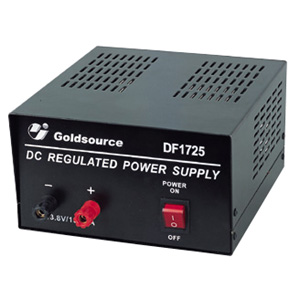 Goldsource
DF1725
DC REGULATED POWER SUPPLY
− +
POWER
ON
OFF